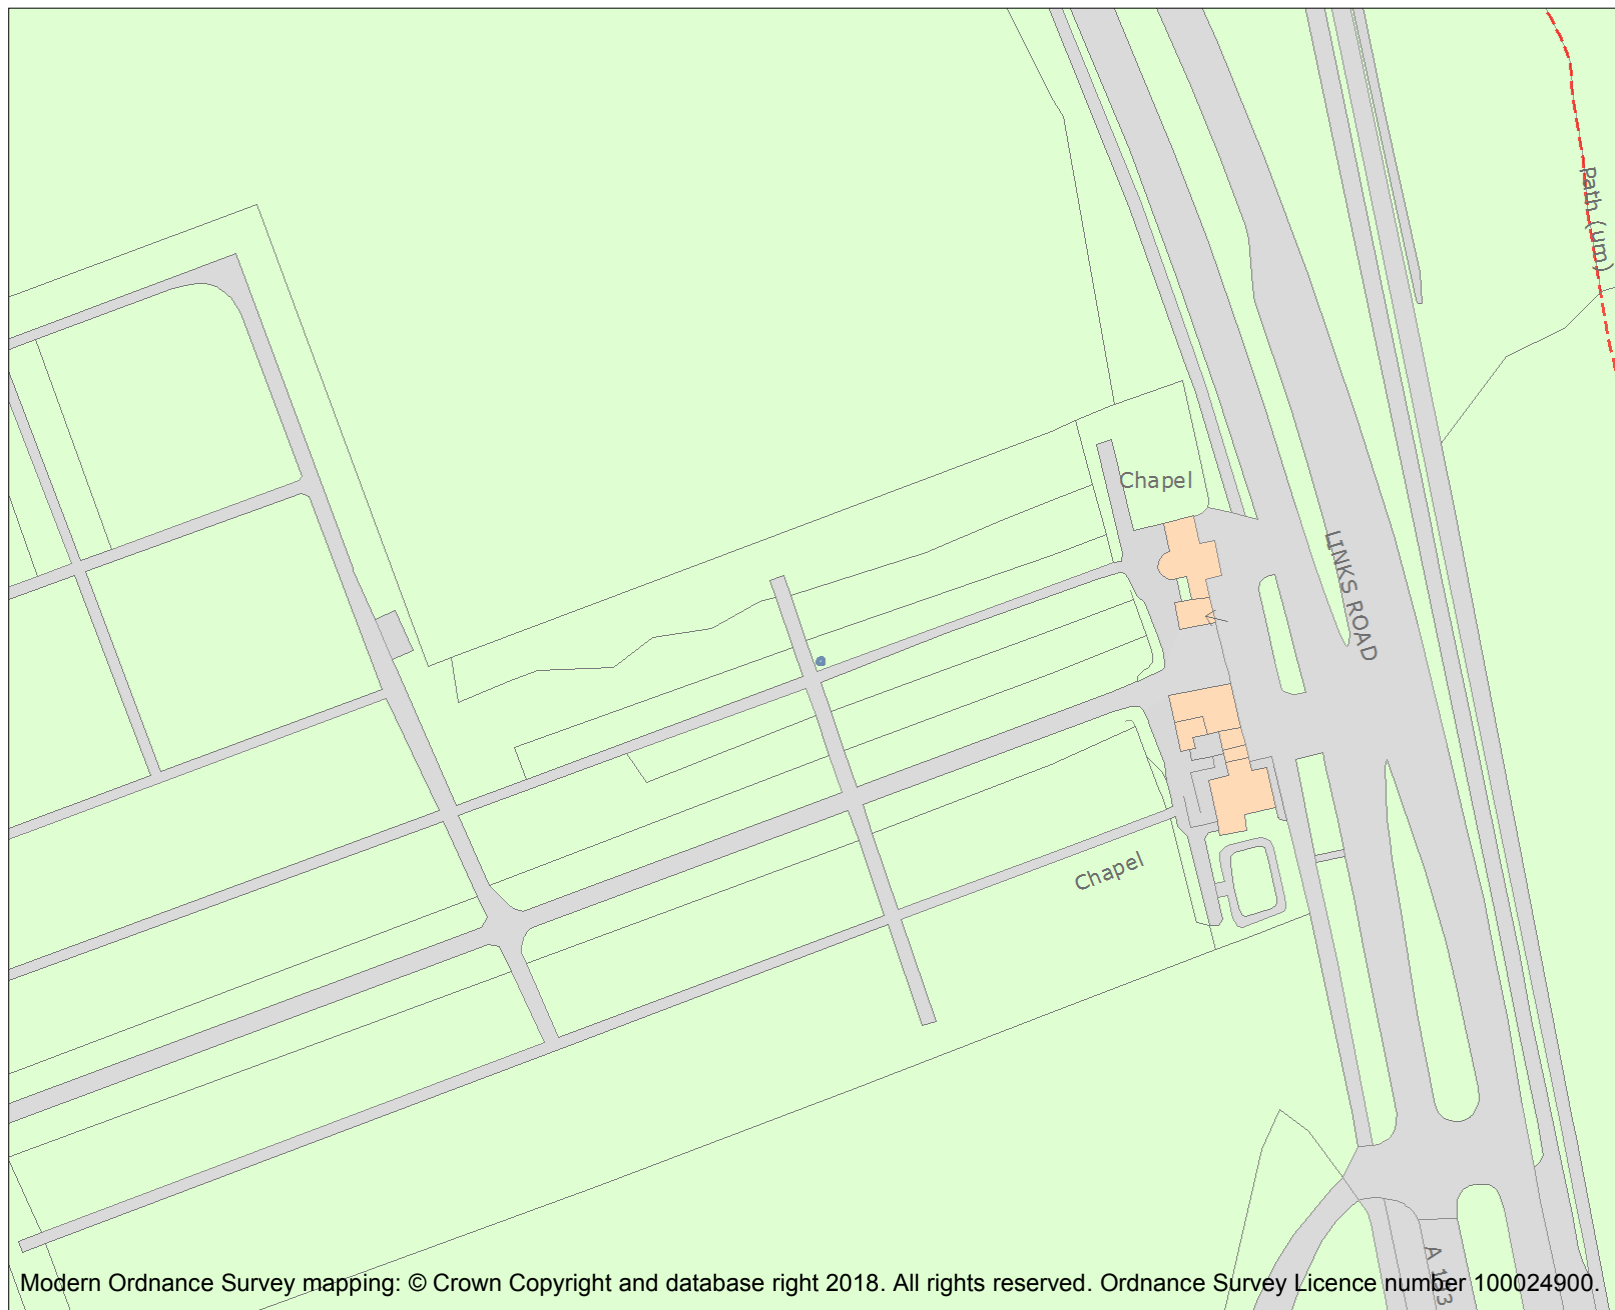 Path (um)
Chapel
LINKS ROAD
Chapel
A 193
Modern Ordnance Survey mapping: © Crown Copyright and database right 2018. All rights reserved. Ordnance Survey Licence number 100024900.